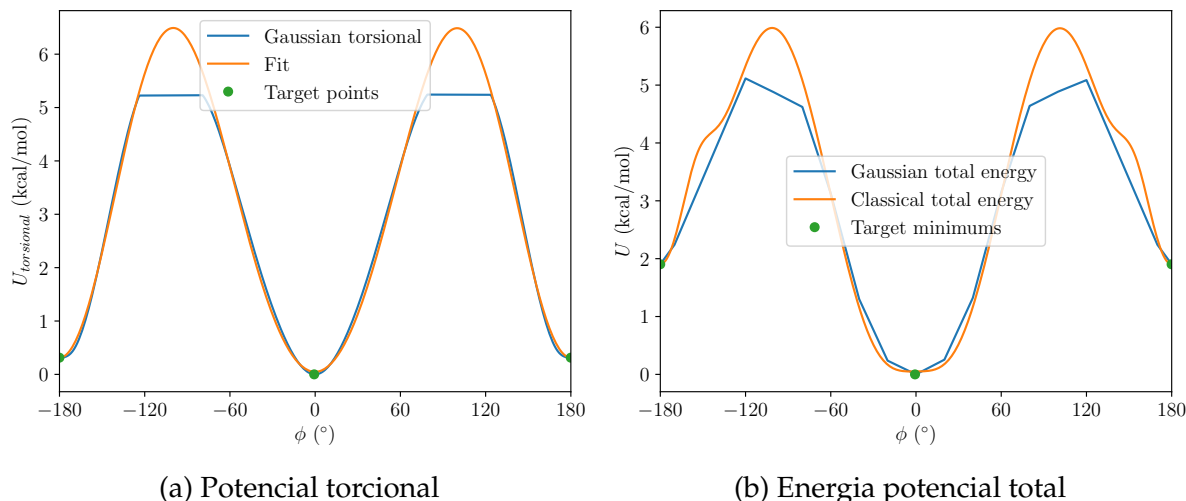 Gaussian torsional
Fit
Target points
U_{torsional} (kcal/mol)
6
5
4
3
2
1
0
−180 −120 −60 0 60 120 180
ϕ (°)
(a) Potencial torcional
Gaussian total energy
Classical total energy
Target minimums
U (kcal/mol)
6
5
4
3
2
1
0
−180 −120 −60 0 60 120 180
ϕ (°)
(b) Energia potencial total